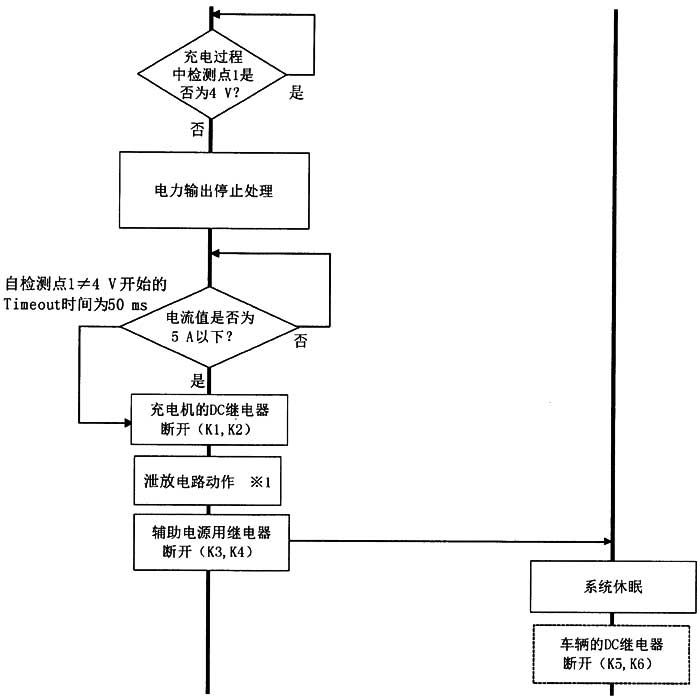 充电过程
中检测点1是
否为4 V?
是
否
电力输出停止处理
自检测点1≠4 V开始的
Timeout时间为50 ms
电流值是否为
5 A以下?
否
是
充电机的DC继电器
断开(K1,K2)
泄放电路动作 ※1
辅助电源用继电器
断开(K3,K4)
系统休眠
车辆的DC继电器
断开(K5,K6)